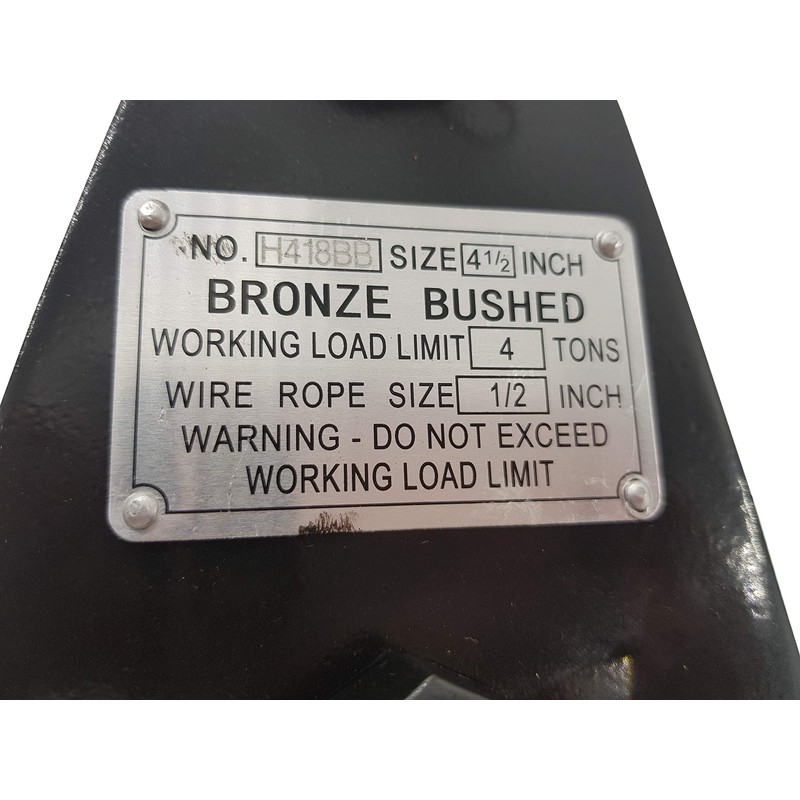 NO. H418BB SIZE 4 1/2 INCH
BRONZE BUSHED
WORKING LOAD LIMIT 4 TONS
WIRE ROPE SIZE 1/2 INCH
WARNING - DO NOT EXCEED
WORKING LOAD LIMIT